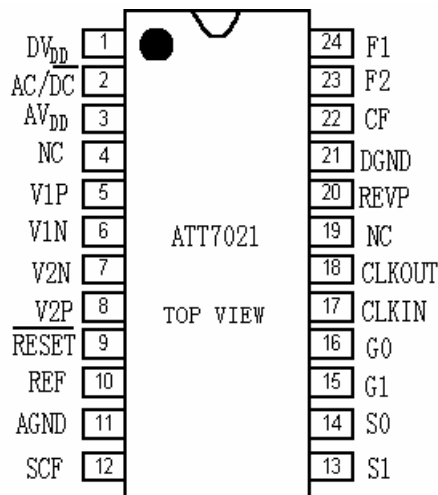 DVDD 1 24 F1
AC/DC 2 23 F2
AVDD 3 22 CF
NC 4 21 DGND
V1P 5 20 REVP
V1N 6 19 NC
V2N 7 18 CLKOUT
V2P 8 17 CLKIN
RESET 9 16 G0
REF 10 15 G1
AGND 11 14 S0
SCF 12 13 S1
ATT7021
TOP VIEW